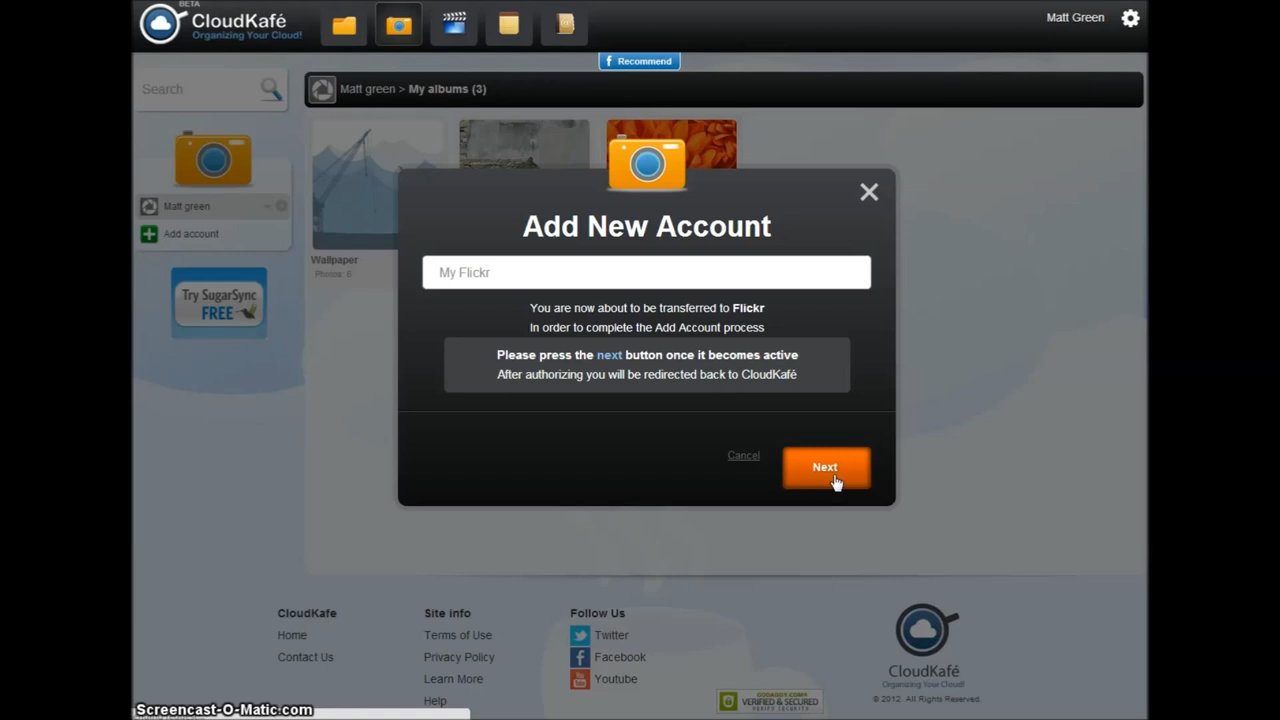 BETA
CloudKafé
Organizing Your Cloud!
Matt Green
Recommend
Search
Matt green > My albums (3)
Matt green
Add account
Try SugarSync
FREE
Wallpaper
Photos: 6
Add New Account
My Flickr
You are now about to be transferred to Flickr
In order to complete the Add Account process
Please press the next button once it becomes active
After authorizing you will be redirected back to CloudKafé
Cancel
Next
CloudKafe
Home
Contact Us
Site info
Terms of Use
Privacy Policy
Learn More
Help
Follow Us
Twitter
Facebook
Youtube
GODADDY.COM
VERIFIED & SECURED
VERIFY SECURITY
CloudKafé
Organizing Your Cloud!
© 2012. All Rights Reserved.
Screencast-O-Matic.com